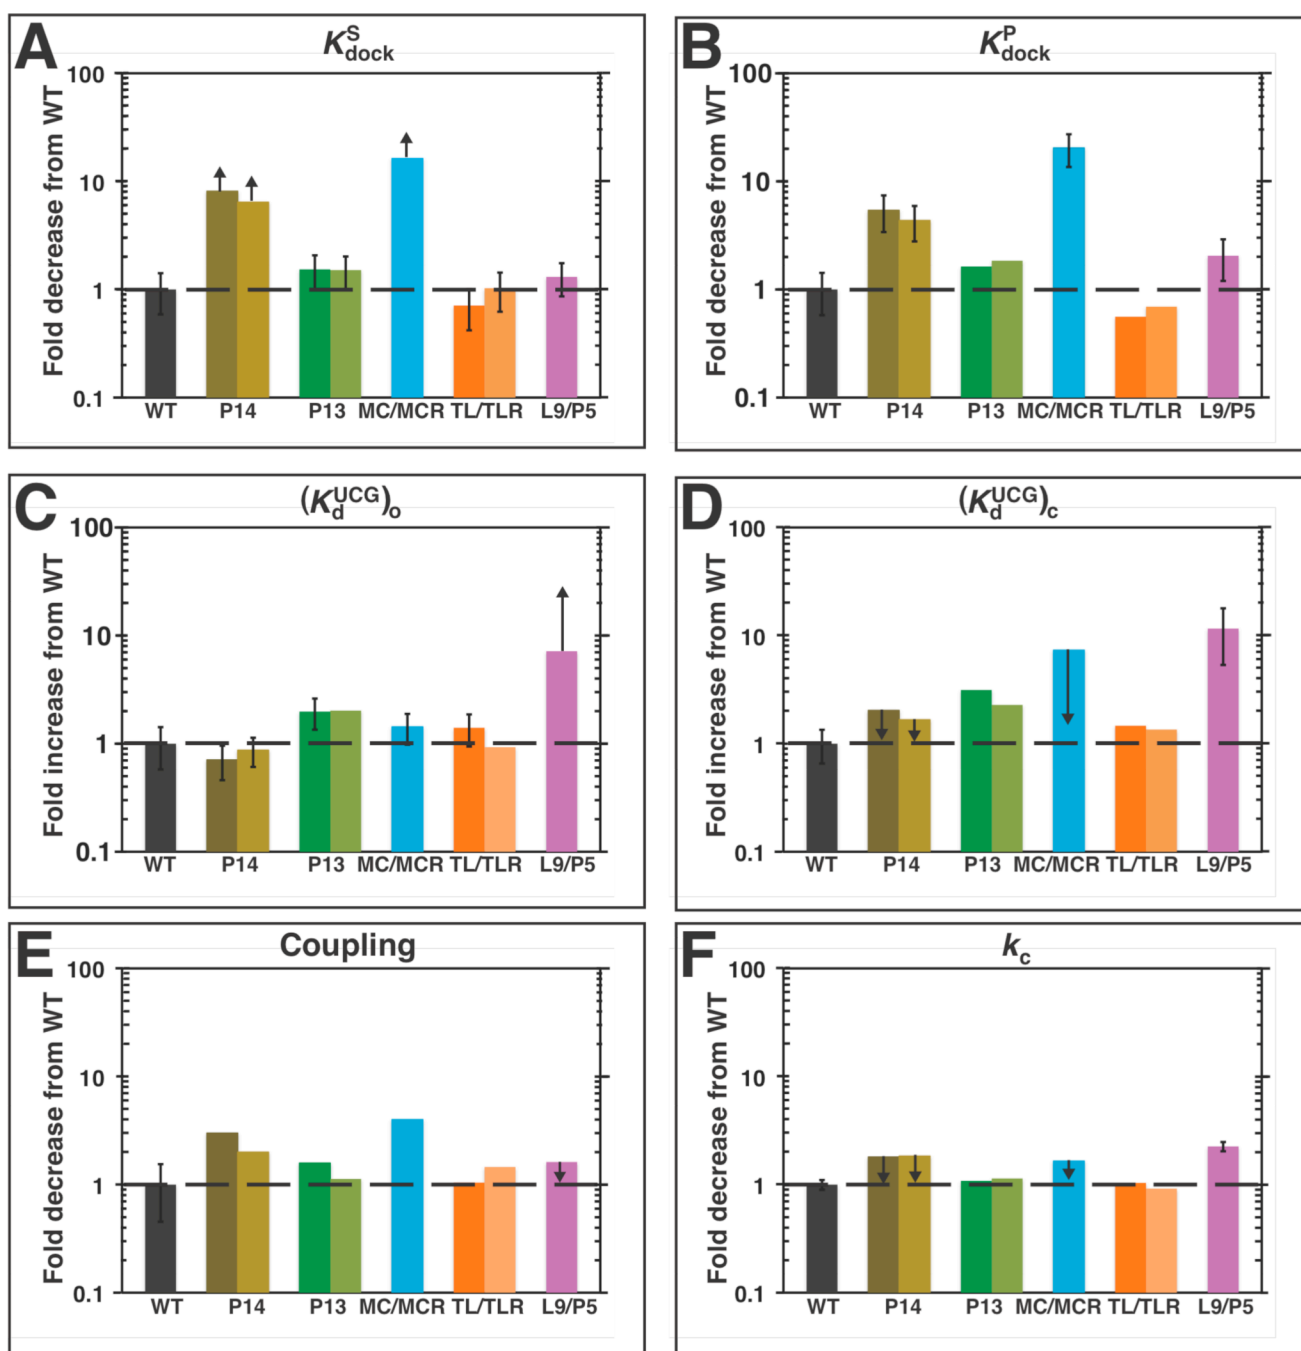 A
K^S_dock
Fold decrease from WT
100
10
1
0.1
WT P14 P13 MC/MCR TL/TLR L9/P5
B
K^P_dock
Fold decrease from WT
100
10
1
0.1
WT P14 P13 MC/MCR TL/TLR L9/P5
C
(K^UCG_d)_o
Fold increase from WT
100
10
1
0.1
WT P14 P13 MC/MCR TL/TLR L9/P5
D
(K^UCG_d)_c
Fold increase from WT
100
10
1
0.1
WT P14 P13 MC/MCR TL/TLR L9/P5
E
Coupling
Fold decrease from WT
100
10
1
0.1
WT P14 P13 MC/MCR TL/TLR L9/P5
F
k_c
Fold decrease from WT
100
10
1
0.1
WT P14 P13 MC/MCR TL/TLR L9/P5